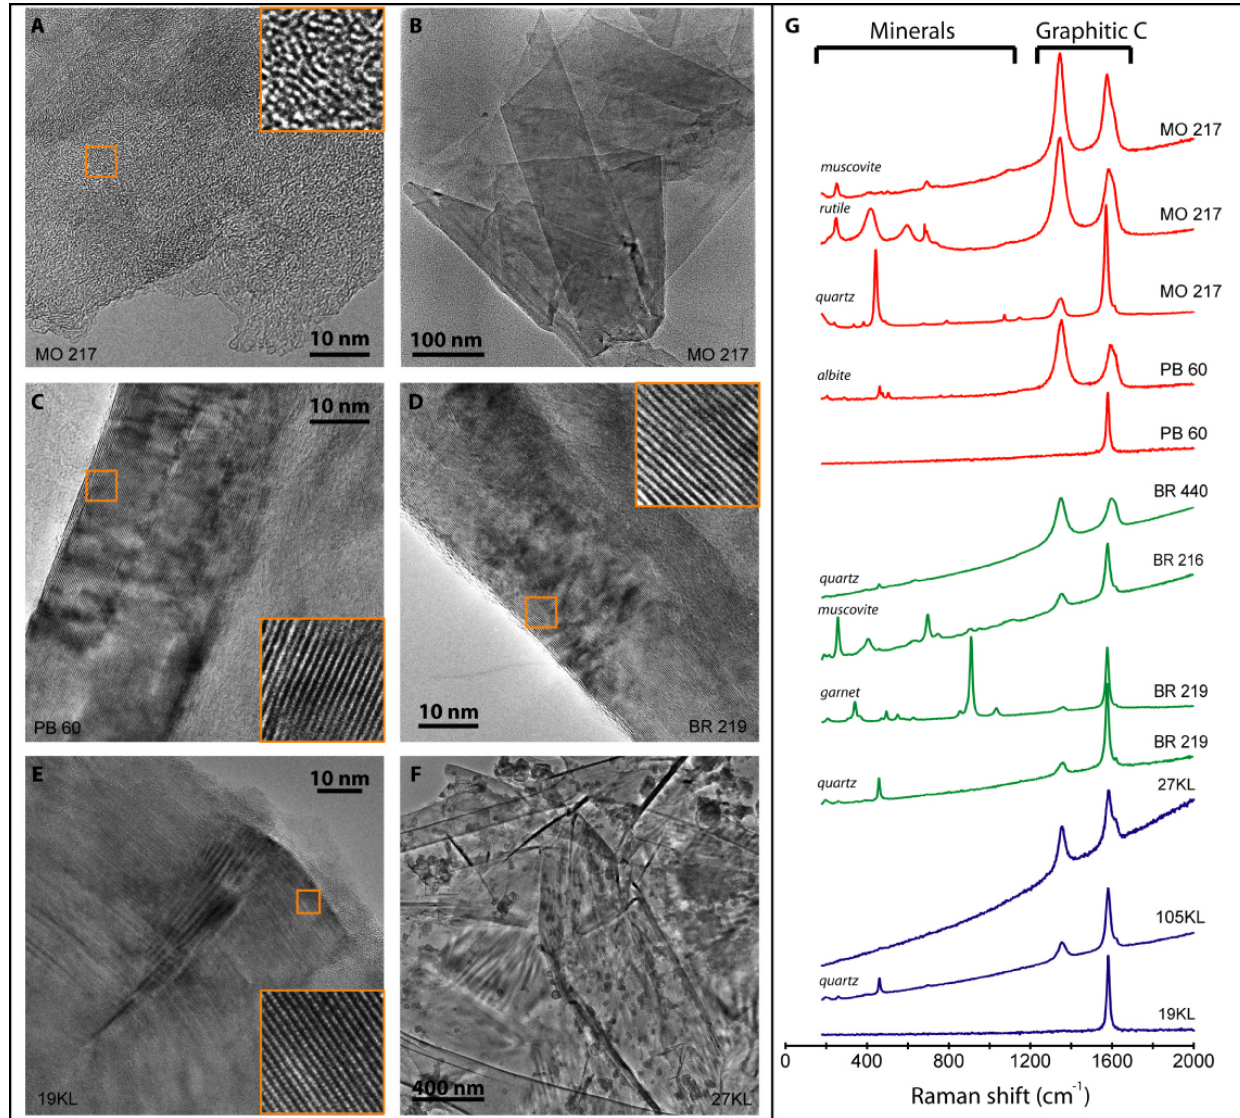 A
10 nm
MO 217
B
100 nm
MO 217
C
10 nm
PB 60
D
10 nm
BR 219
E
10 nm
19KL
F
400 nm
27KL
G
Minerals
Graphitic C
MO 217
muscovite
MO 217
rutile
MO 217
quartz
PB 60
albite
PB 60
BR 440
quartz
BR 216
muscovite
BR 219
garnet
BR 219
quartz
27KL
105KL
quartz
19KL
0 400 800 1200 1600 2000
Raman shift (cm⁻¹)